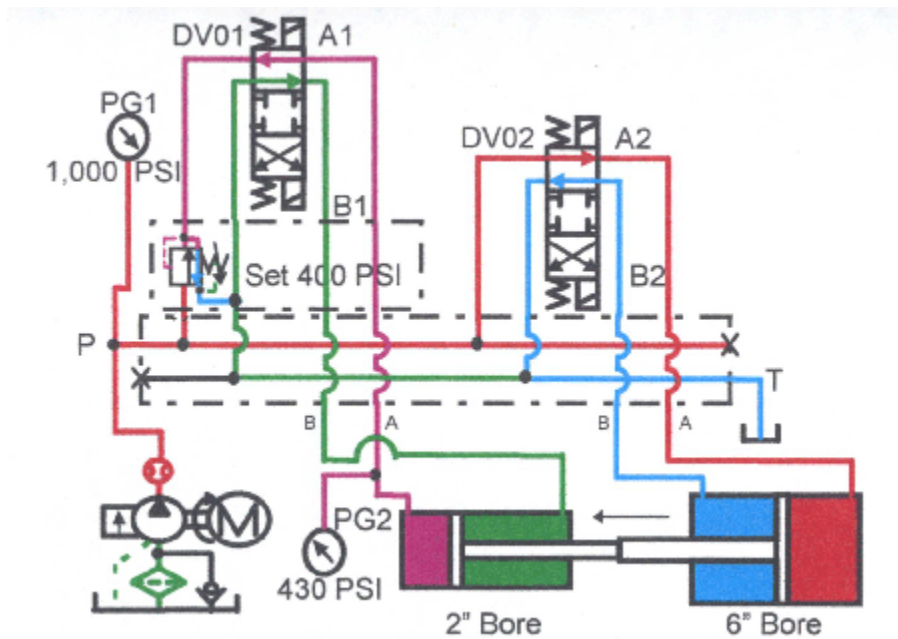 DV01 A1
PG1
1,000 PSI
DV02 A2
B1
Set 400 PSI
B2
P
T
B A B A
PG2
M
430 PSI
2" Bore 6" Bore